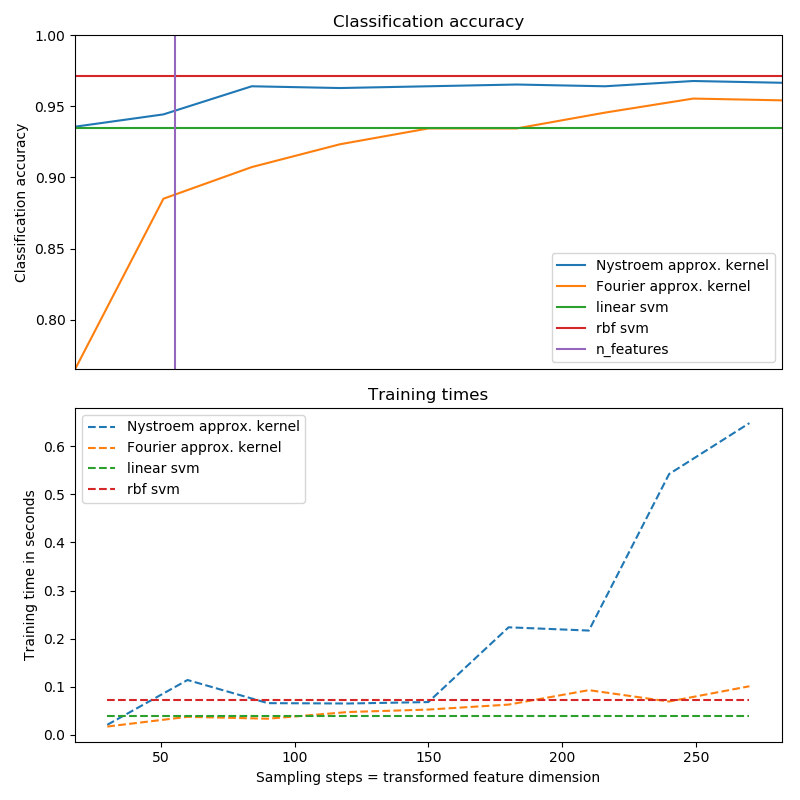 Classification accuracy
1.00
0.95
0.90
0.85
0.80
Classification accuracy
Nystroem approx. kernel
Fourier approx. kernel
linear svm
rbf svm
n_features
Training times
Nystroem approx. kernel
Fourier approx. kernel
linear svm
rbf svm
0.6
0.5
0.4
0.3
0.2
0.1
0.0
Training time in seconds
50
100
150
200
250
Sampling steps = transformed feature dimension